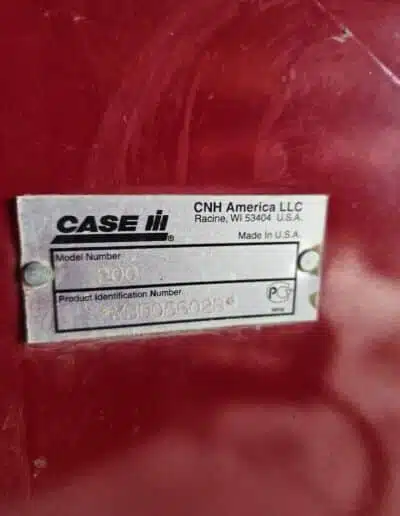 CASE IH®
CNH America LLC
Racine, WI 53404 U.S.A.
Made In U.S.A.
Model Number
Product Identification Number